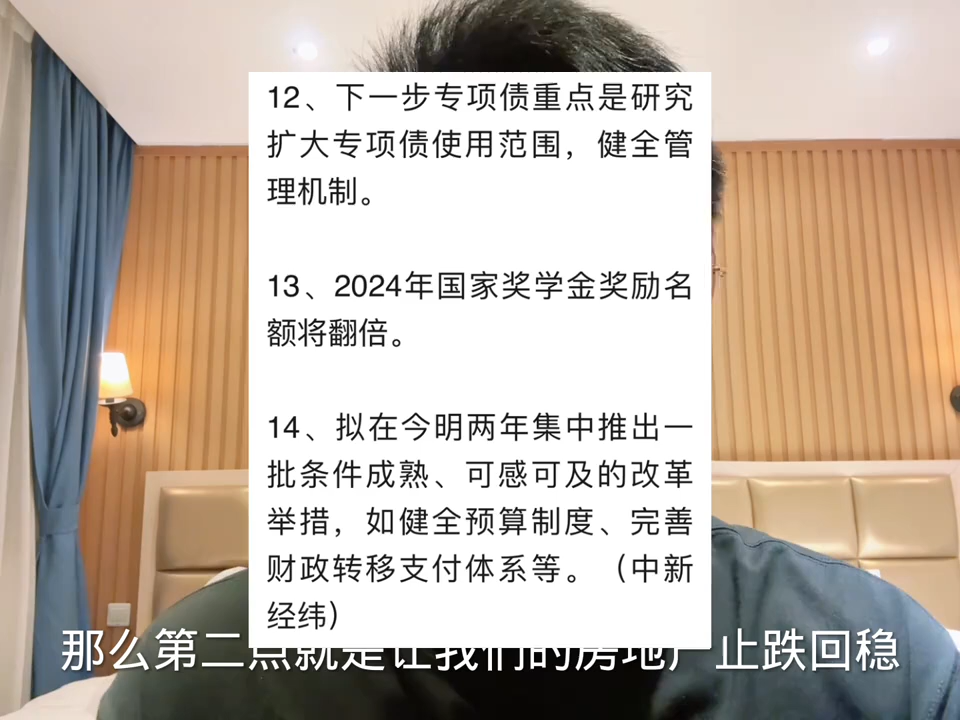 12、下一步专项债重点是研究
扩大专项债使用范围，健全管
理机制。
13、2024年国家奖学金奖励名
额将翻倍。
14、拟在今明两年集中推出一
批条件成熟、可感可及的改革
举措，如健全预算制度、完善
财政转移支付体系等。（中新
经纬）
那么第二点就是让我们的房地产止跌回稳